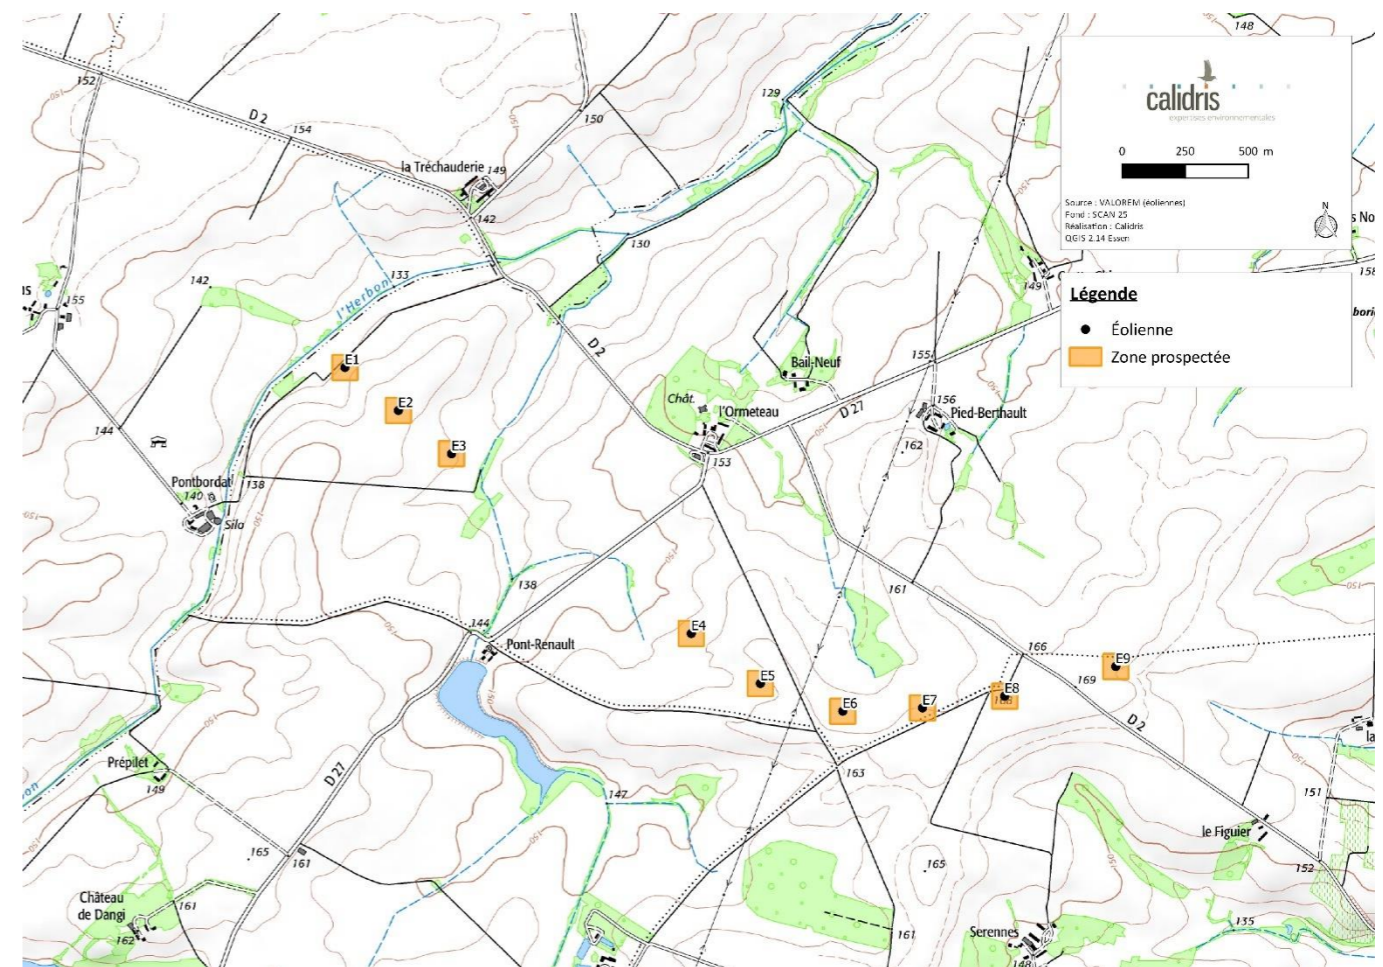 148
152
150
129
D 2
154
150
la Tréchauderie
149
142
130
133
l'Herbon
142
155
149
158
D 2
E1
E2
E3
144
Pontbordat
140
Silo
138
Chât.
l'Ormeteau
153
Bail-Neuf
D 27
155
156
Pied-Berthault
162
161
138
144
Pont-Renault
E4
E5
E6
E7
E8
E9
166
169
163
D 2
Prépilet
149
D 27
147
165
161
Château
de Dangi
161
162
165
161
Serennes
148
le Figuier
151
152
135
la
calidris
expertises environnementales
0 250 500 m
Source : VALOREM (éoliennes)
Fond : SCAN 25
Réalisation : Calidris
QGIS 2.14 Essen
N
Légende
Éolienne
Zone prospectée